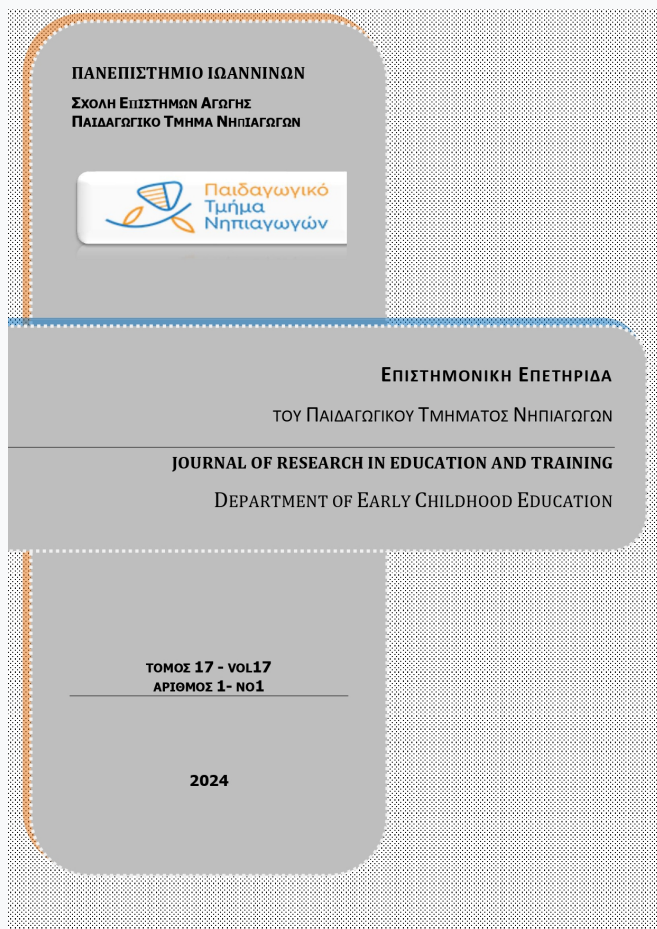 ΠΑΝΕΠΙΣΤΗΜΙΟ ΙΩΑΝΝΙΝΩΝ
ΣΧΟΛΗ ΕΠΙΣΤΗΜΩΝ ΑΓΩΓΗΣ
ΠΑΙΔΑΓΩΓΙΚΟ ΤΜΗΜΑ ΝΗΠΙΑΓΩΓΩΝ
Παιδαγωγικό
Τμήμα
Νηπιαγωγών
ΕΠΙΣΤΗΜΟΝΙΚΗ ΕΠΕΤΗΡΙΔΑ
ΤΟΥ ΠΑΙΔΑΓΩΓΙΚΟΥ ΤΜΗΜΑΤΟΣ ΝΗΠΙΑΓΩΓΩΝ
JOURNAL OF RESEARCH IN EDUCATION AND TRAINING
DEPARTMENT OF EARLY CHILDHOOD EDUCATION
ΤΟΜΟΣ 17 - VOL17
ΑΡΙΘΜΟΣ 1- NO1
2024